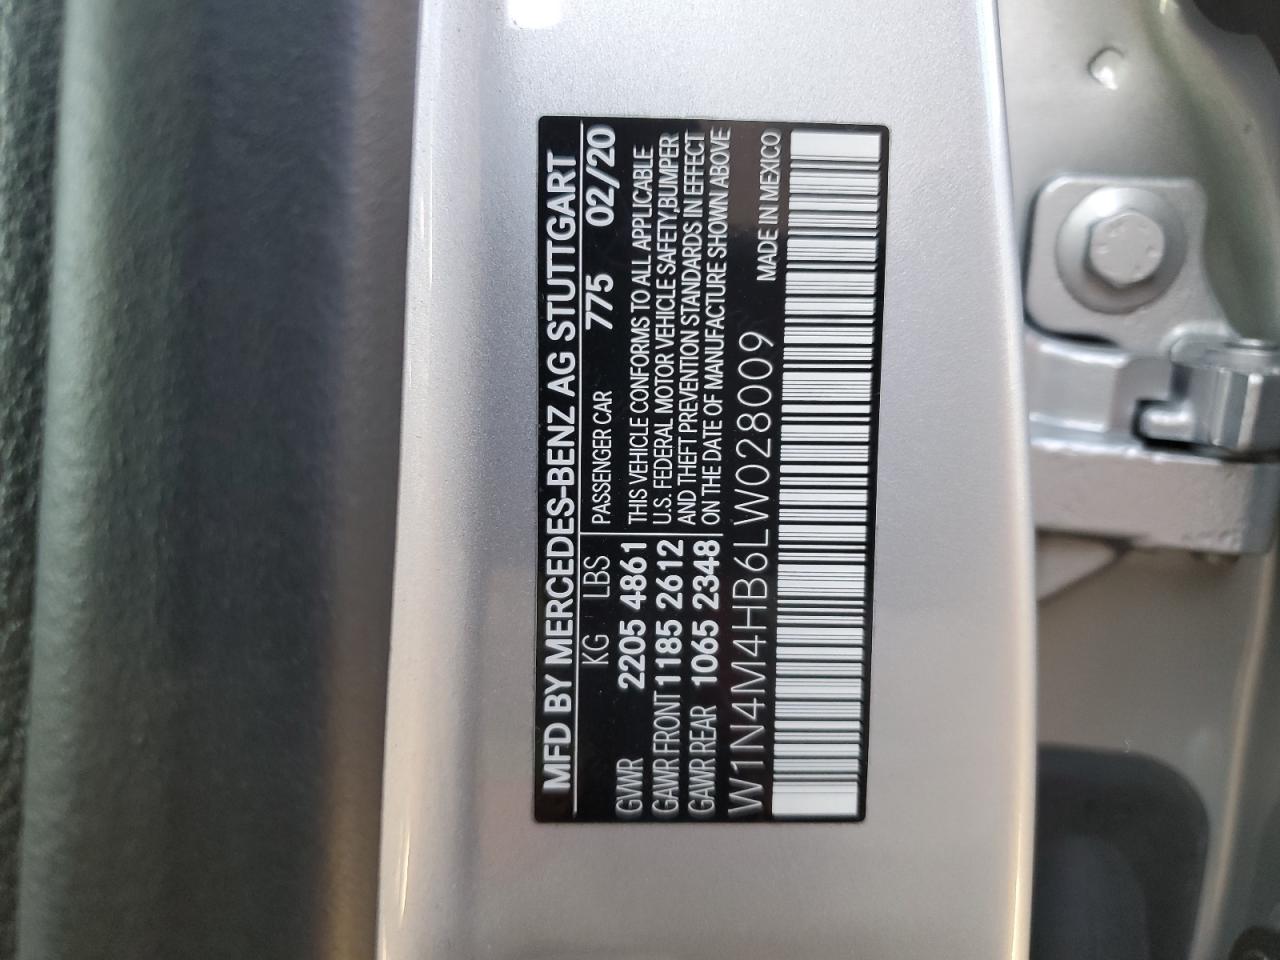 MFD BY MERCEDES-BENZ AG STUTTGART
KG LBS PASSENGER CAR 775 02/20
GVWR 2205 4861 THIS VEHICLE CONFORMS TO ALL APPLICABLE
GAWR FRONT 1185 2612 U.S. FEDERAL MOTOR VEHICLE SAFETY,BUMPER
AND THEFT PREVENTION STANDARDS IN EFFECT
GAWR REAR 1065 2348 ON THE DATE OF MANUFACTURE SHOWN ABOVE
W1N4M4HB6LW028009 MADE IN MEXICO